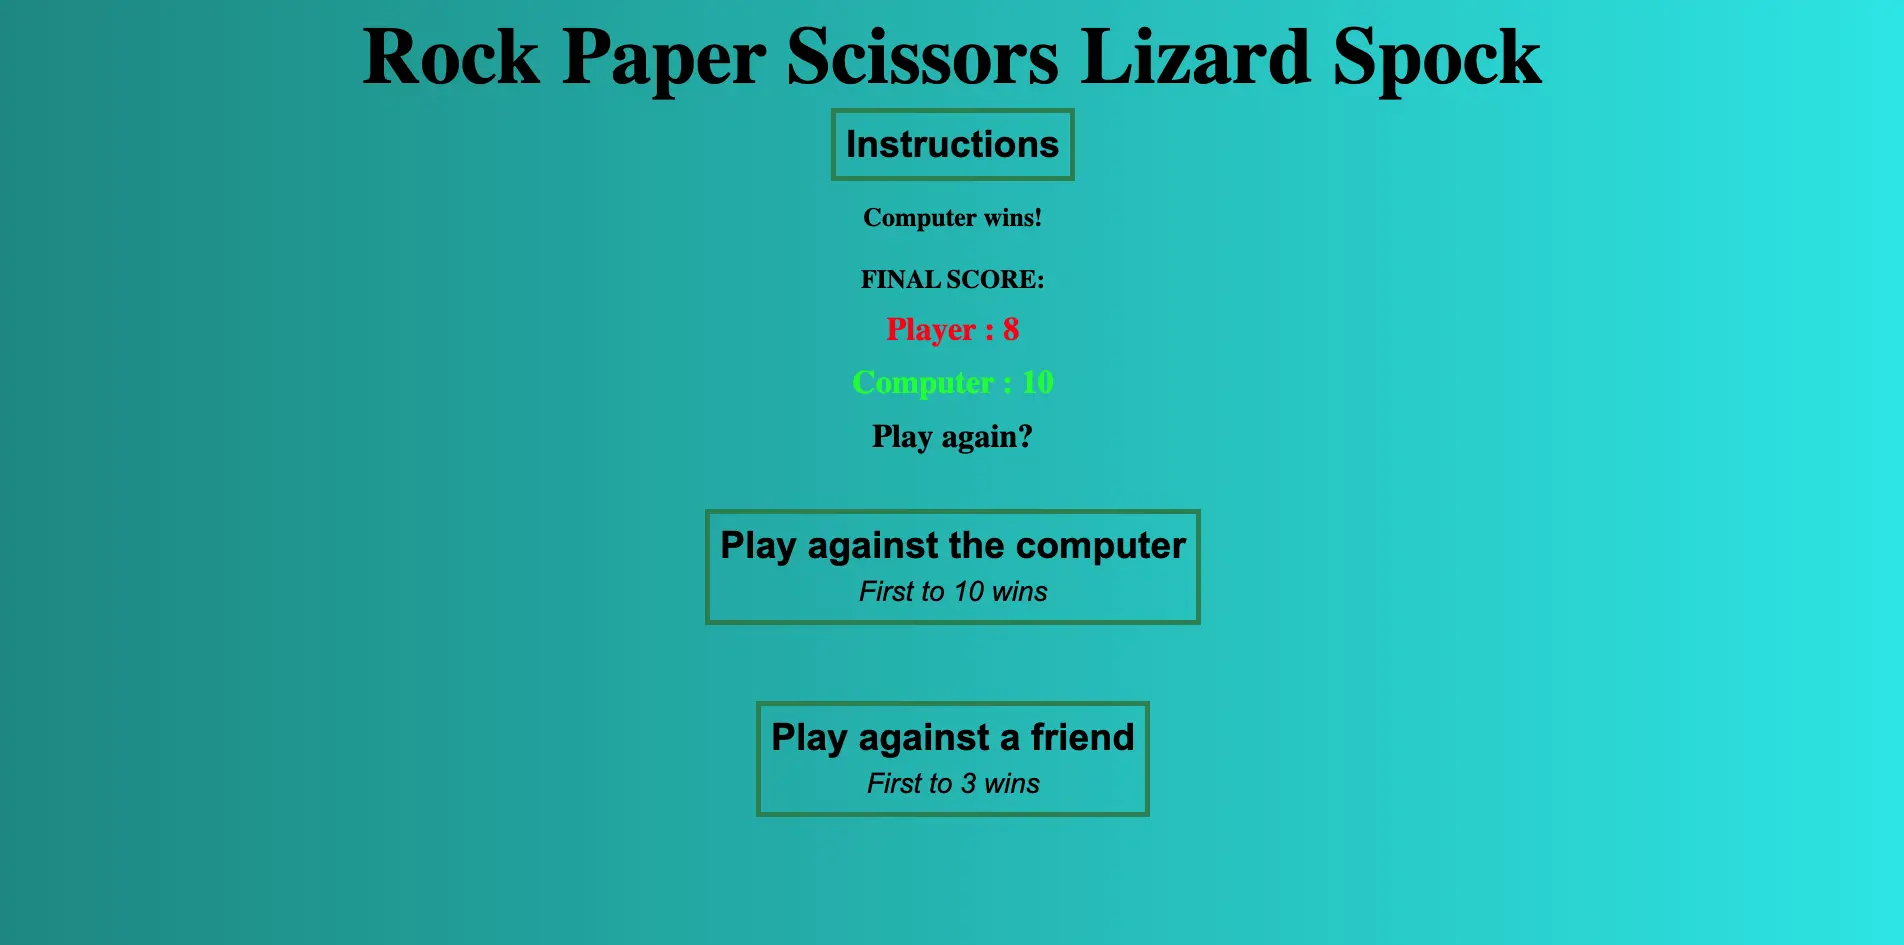 Rock Paper Scissors Lizard Spock
Instructions
Computer wins!
FINAL SCORE:
Player : 8
Computer : 10
Play again?
Play against the computer
First to 10 wins
Play against a friend
First to 3 wins